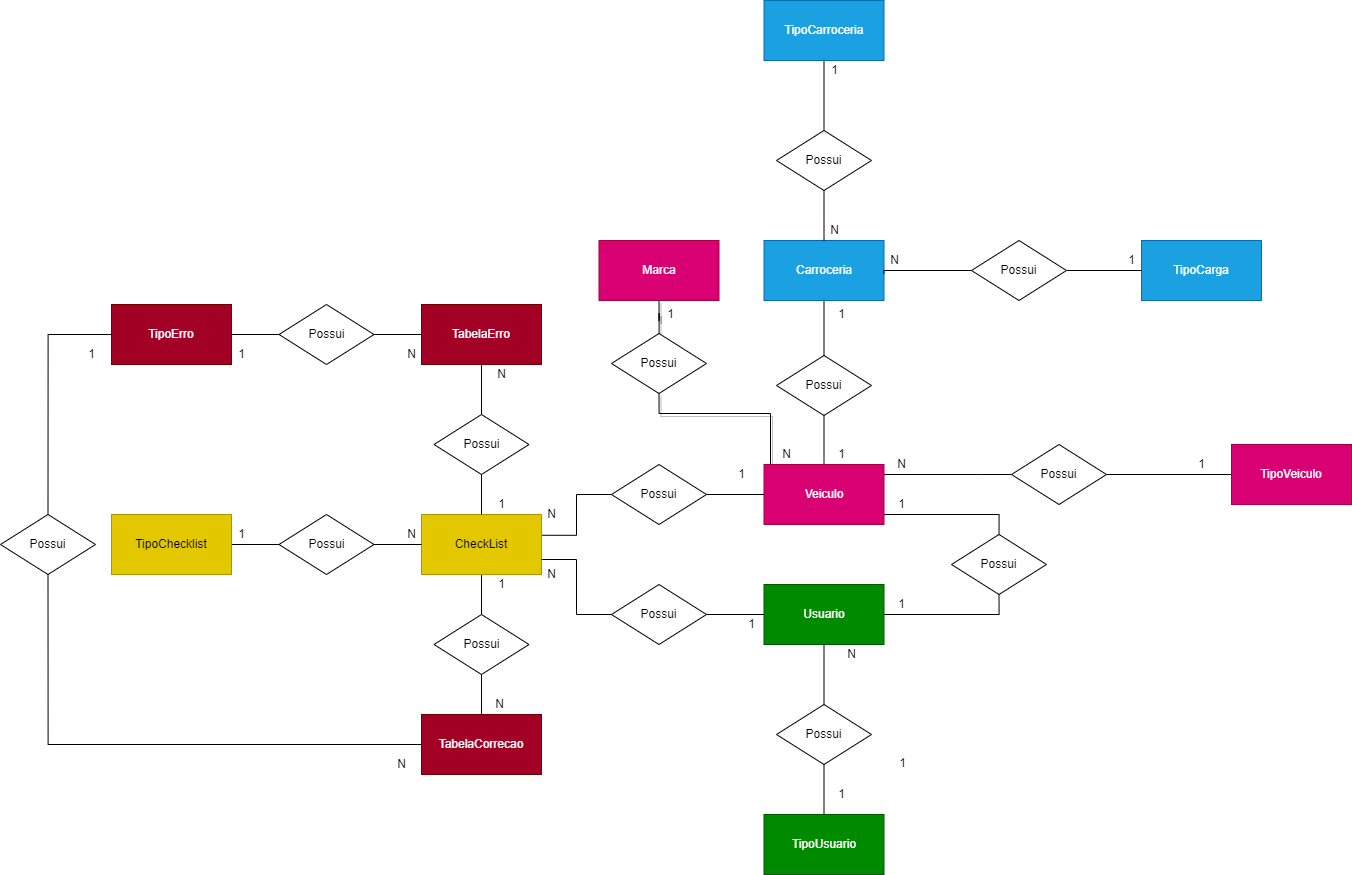 TipoCarroceria
1
Possui
N
Marca
Carroceria
N
Possui
1
TipoCarga
1
1
TipoErro
Possui
TabelaErro
1
1
N
Possui
N
Possui
Possui
N
1
Possui
1
Possui
1
Veiculo
N
Possui
1
TipoVeiculo
1
N
1
TipoChecklist
1
Possui
N
CheckList
Possui
Possui
N
1
Possui
1
Usuario
1
Possui
N
N
Possui
1
N
TabelaCorrecao
N
1
TipoUsuario